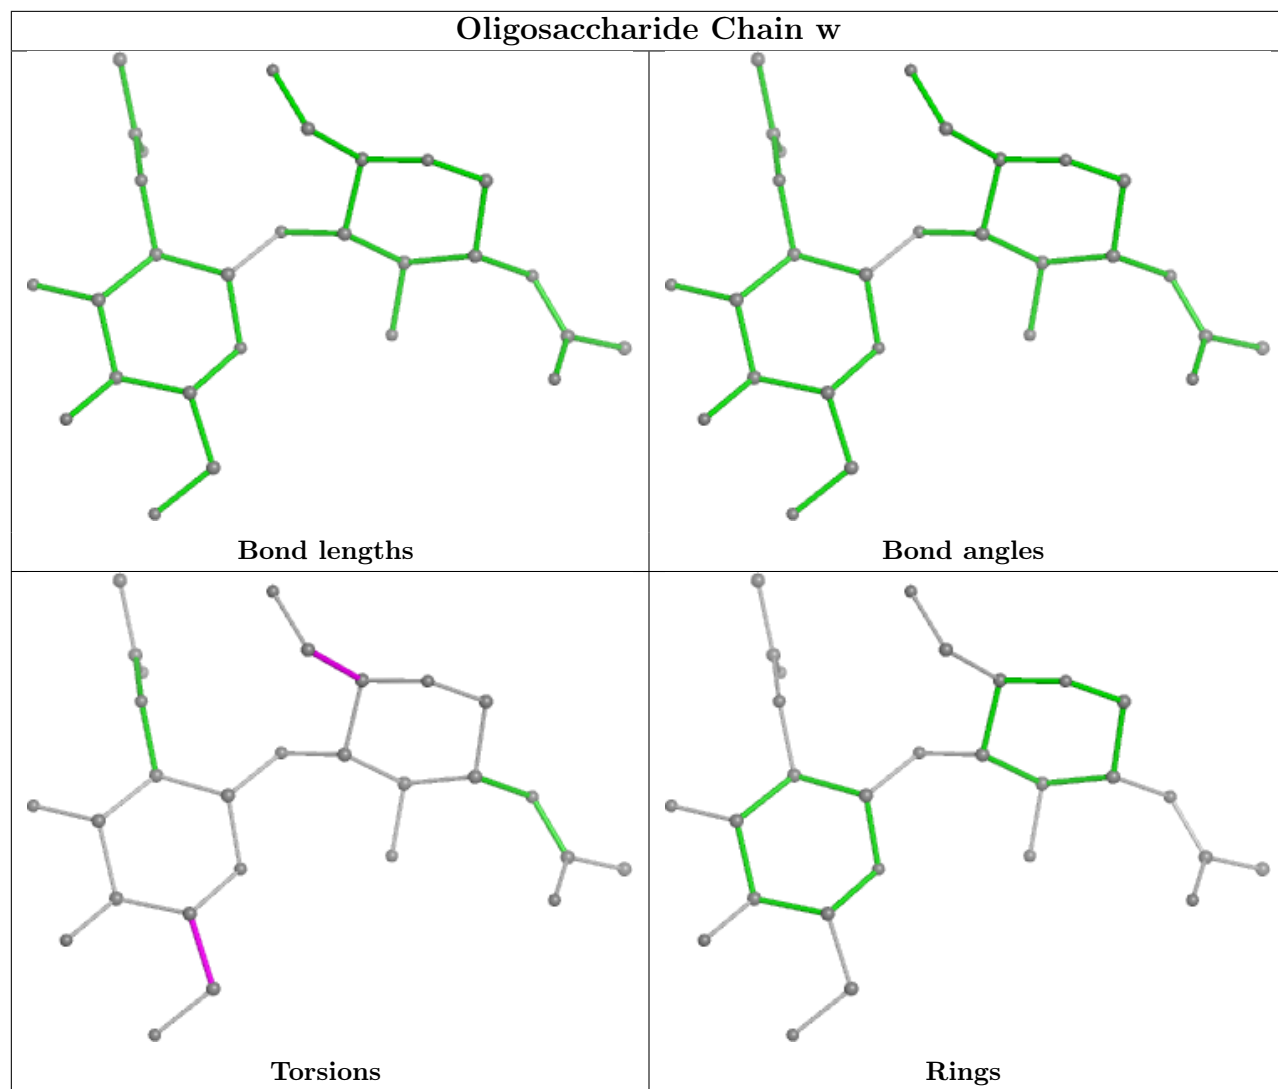 Oligosaccharide Chain w
Bond lengths
Bond angles
Torsions
Rings